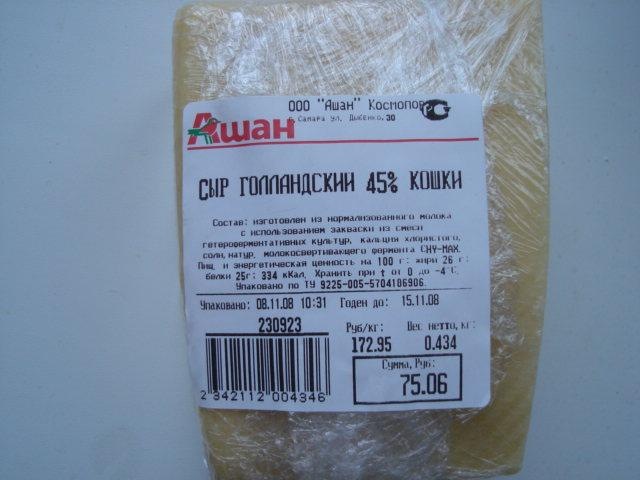 ООО "Ашан" Космопор
г. Самара ул. Дыбенко,30
Ашан
СЫР ГОЛЛАНДСКИЙ 45% КОШКИ
Состав: изготовлен из нормализованного молока
с использованием закваски из смеси
гетероферментативных культур, кальция хлористого,
соли,натур, молокосвертивающего фермента CHY-MAX.
Пищ. и энергетическая ценность на 100 г: жири 26 г;
белки 25г; 334 кКал, Хранить при t от 0 до -4°С,
Упаковано по ТУ 9225-005-5704106906.
Упаковано: 08.11.08 10:31 Годен до: 15.11.08
230923 Руб/кг: Вес нетто, кг:
172.95 0.434
Сумма, Руб:
75.06
2 342112 004346